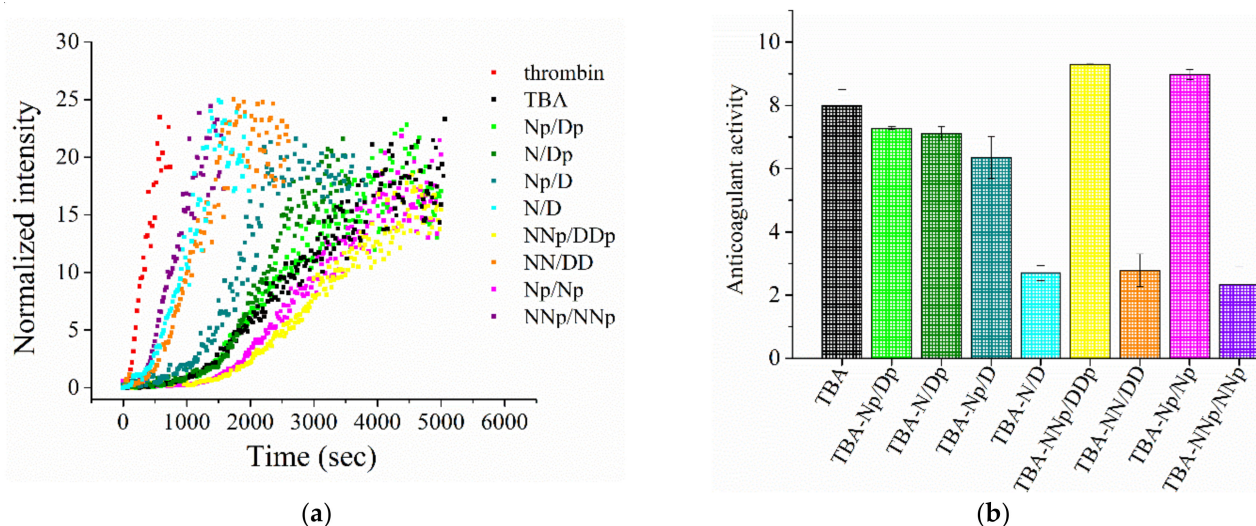 30
25
20
15
10
5
0
Normalized intensity
0 1000 2000 3000 4000 5000 6000
Time (sec)
thrombin
TBA
Np/Dp
N/Dp
Np/D
N/D
NNp/DDp
NN/DD
Np/Np
NNp/NNp
(a)
10
8
6
4
2
0
Anticoagulant activity
TBA
TBA-Np/Dp
TBA-N/Dp
TBA-Np/D
TBA-N/D
TBA-NNp/DDp
TBA-NN/DD
TBA-Np/Np
TBA-NNp/NNp
(b)